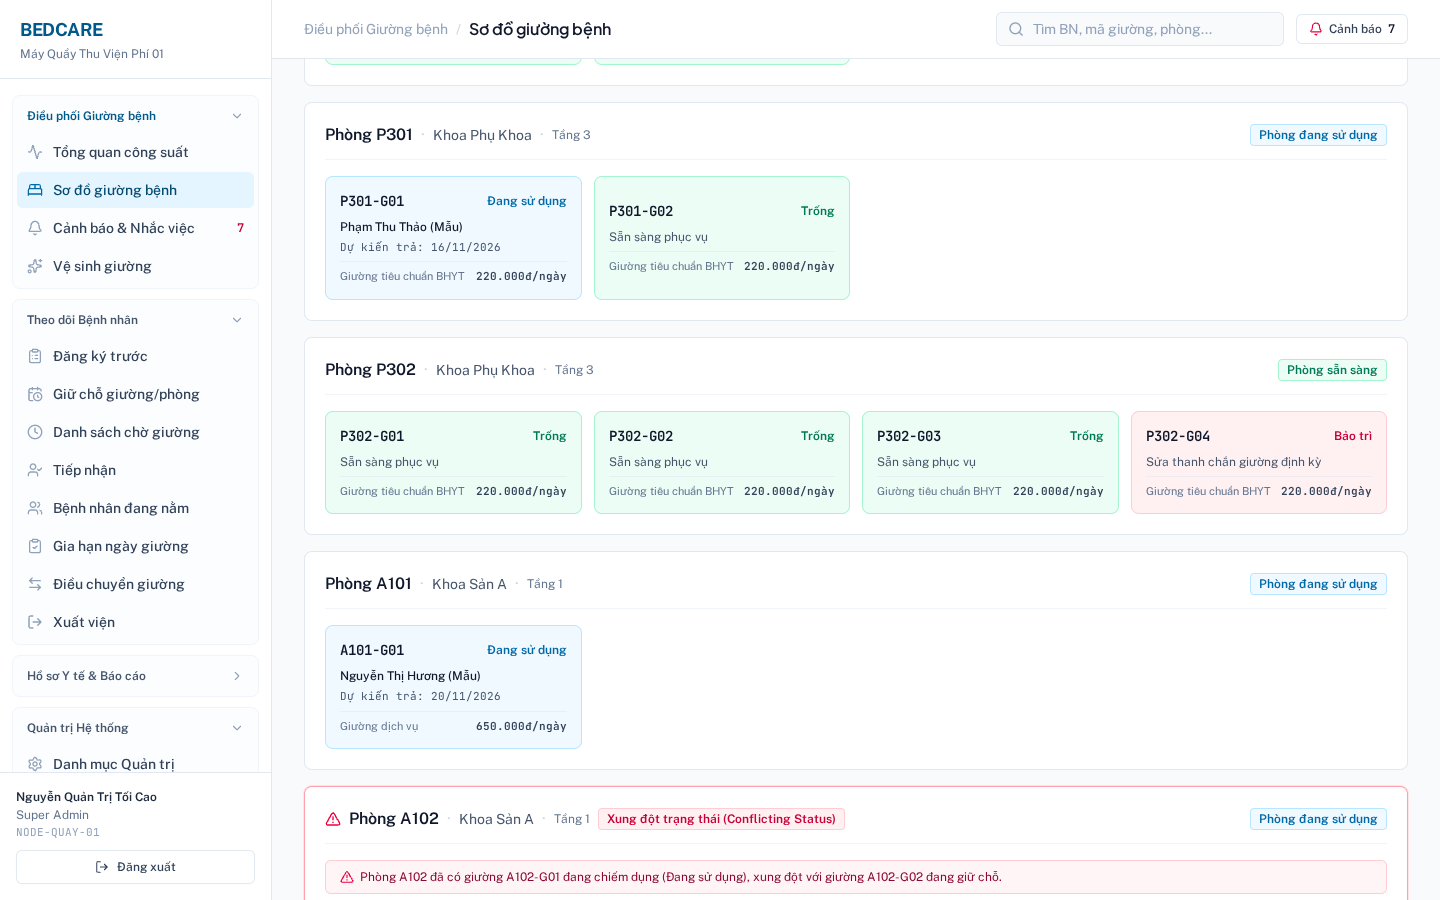 BEDCARE
Máy Quầy Thu Viện Phí 01
Điều phối Giường bệnh
Tổng quan công suất
Sơ đồ giường bệnh
Cảnh báo & Nhắc việc 7
Vệ sinh giường
Theo dõi Bệnh nhân
Đăng ký trước
Giữ chỗ giường/phòng
Danh sách chờ giường
Tiếp nhận
Bệnh nhân đang nằm
Gia hạn ngày giường
Điều chuyển giường
Xuất viện
Hồ sơ Y tế & Báo cáo
Quản trị Hệ thống
Danh mục Quản trị
Nguyễn Quản Trị Tối Cao
Super Admin
NODE-QUAY-01
Đăng xuất
Điều phối Giường bệnh / Sơ đồ giường bệnh
Tìm BN, mã giường, phòng...
Cảnh báo 7
Phòng P301 · Khoa Phụ Khoa · Tầng 3
Phòng đang sử dụng
P301-G01 Đang sử dụng
Phạm Thu Thảo (Mẫu)
Dự kiến trả: 16/11/2026
Giường tiêu chuẩn BHYT 220.000đ/ngày
P301-G02 Trống
Sẵn sàng phục vụ
Giường tiêu chuẩn BHYT 220.000đ/ngày
Phòng P302 · Khoa Phụ Khoa · Tầng 3
Phòng sẵn sàng
P302-G01 Trống
Sẵn sàng phục vụ
Giường tiêu chuẩn BHYT 220.000đ/ngày
P302-G02 Trống
Sẵn sàng phục vụ
Giường tiêu chuẩn BHYT 220.000đ/ngày
P302-G03 Trống
Sẵn sàng phục vụ
Giường tiêu chuẩn BHYT 220.000đ/ngày
P302-G04 Bảo trì
Sửa thanh chắn giường định kỳ
Giường tiêu chuẩn BHYT 220.000đ/ngày
Phòng A101 · Khoa Sản A · Tầng 1
Phòng đang sử dụng
A101-G01 Đang sử dụng
Nguyễn Thị Hương (Mẫu)
Dự kiến trả: 20/11/2026
Giường dịch vụ 650.000đ/ngày
Phòng A102 · Khoa Sản A · Tầng 1 Xung đột trạng thái (Conflicting Status)
Phòng đang sử dụng
Phòng A102 đã có giường A102-G01 đang chiếm dụng (Đang sử dụng), xung đột với giường A102-G02 đang giữ chỗ.